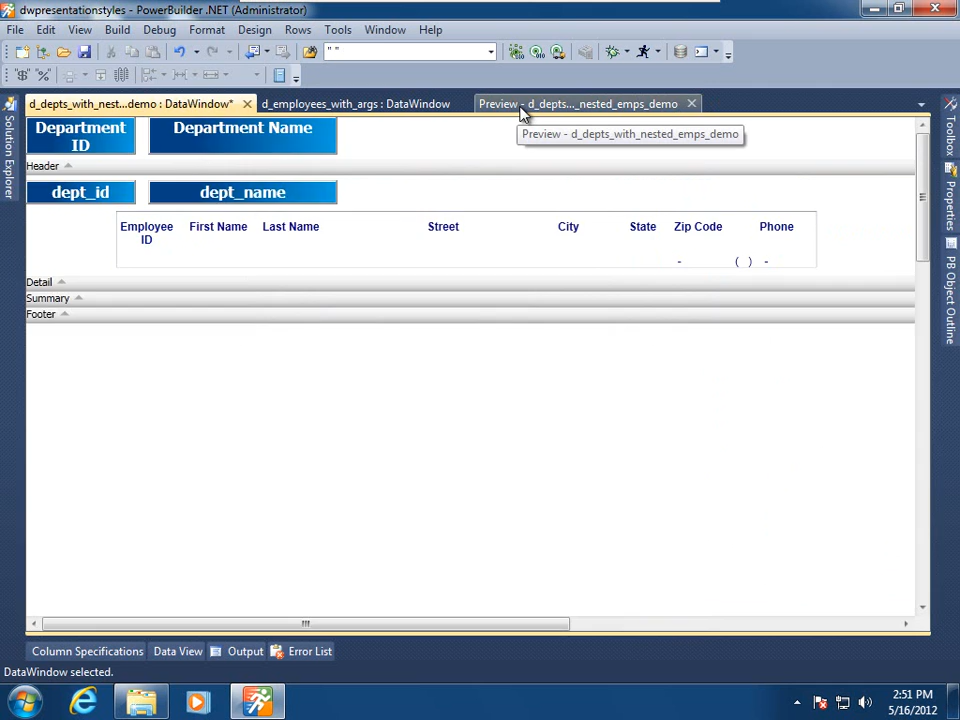 dwpresentationstyles - PowerBuilder .NET (Administrator)
File Edit View Build Debug Format Design Rows Tools Window Help
" "
"$" %
d_depts_with_nest...demo : DataWindow* d_employees_with_args : DataWindow Preview - d_depts..._nested_emps_demo
Preview - d_depts_with_nested_emps_demo
Solution Explorer
Toolbox
Properties
PB Object Outline
Department ID Department Name
Header
dept_id dept_name
Employee ID First Name Last Name Street City State Zip Code Phone
- ( ) -
Detail
Summary
Footer
Column Specifications Data View Output Error List
DataWindow selected.
2:51 PM
5/16/2012